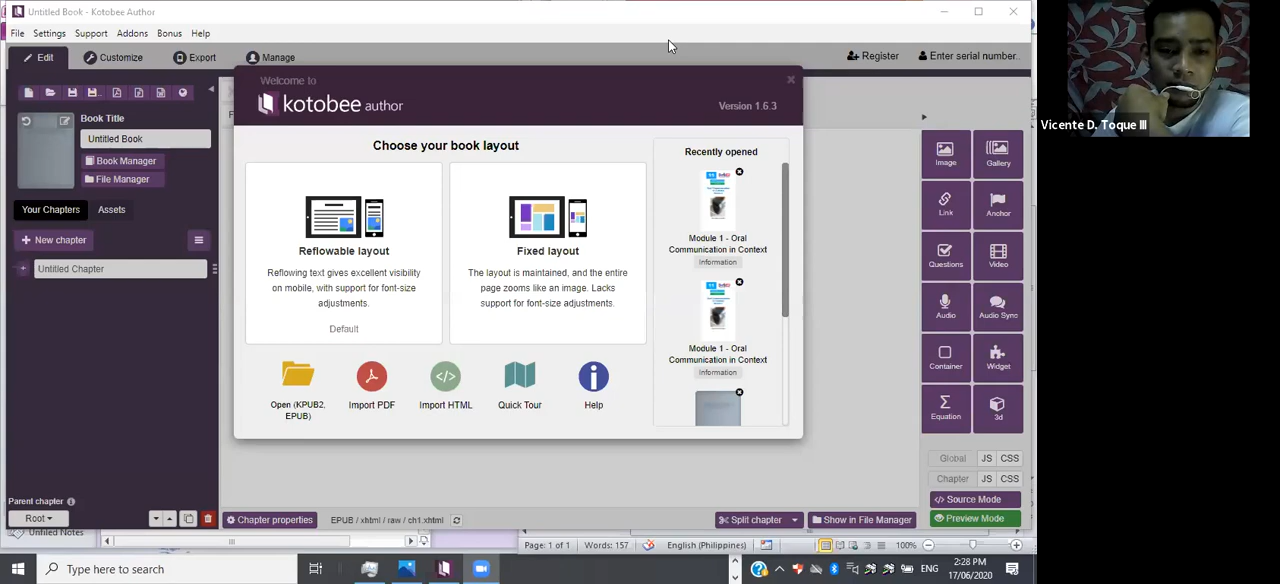 Untitled Book - Kotobee Author
File Settings Support Addons Bonus Help
Edit Customize Export Manage Register Enter serial number..
Book Title
Untitled Book
Book Manager
File Manager
Your Chapters Assets
New chapter
Untitled Chapter
Parent chapter
Root
Untitled Notes
Welcome to
kotobee author
Version 1.6.3
Choose your book layout
Reflowable layout
Reflowing text gives excellent visibility
on mobile, with support for font-size
adjustments.
Default
Fixed layout
The layout is maintained, and the entire
page zooms like an image. Lacks
support for font-size adjustments.
Open (KPUB2,
EPUB)
Import PDF
Import HTML
Quick Tour
Help
Recently opened
Module 1 - Oral
Communication in Context
Information
Module 1 - Oral
Communication in Context
Information
Image Gallery
Link Anchor
Questions Video
Audio Audio Sync
Container Widget
Equation 3d
Global JS CSS
Chapter JS CSS
Source Mode
Preview Mode
Chapter properties EPUB / xhtml / raw / ch1.xhtml Split chapter Show in File Manager
Page: 1 of 1 Words: 157 English (Philippines) 100%
Type here to search
ENG
2:28 PM
17/06/2020
Vicente D. Toque III